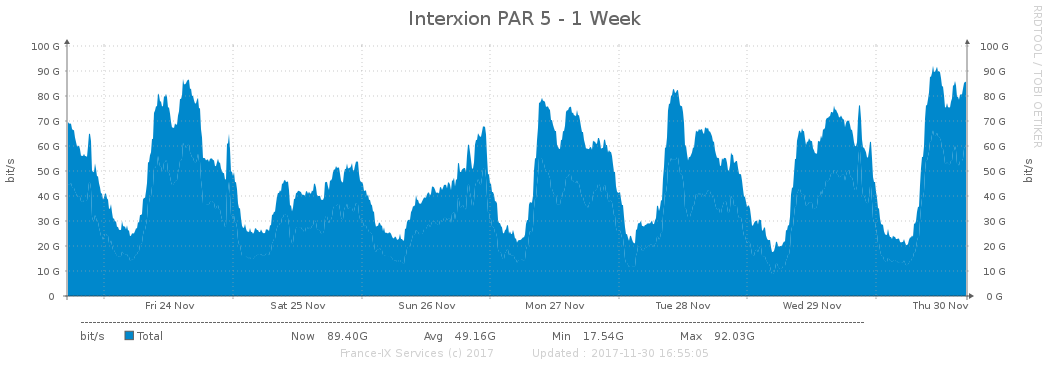 Interxion PAR 5 - 1 Week
RRDTOOL / TOBI OETIKER
bit/s
bit/s
100 G 100 G
90 G 90 G
80 G 80 G
70 G 70 G
60 G 60 G
50 G 50 G
40 G 40 G
30 G 30 G
20 G 20 G
10 G 10 G
0 0 G
Fri 24 Nov Sat 25 Nov Sun 26 Nov Mon 27 Nov Tue 28 Nov Wed 29 Nov Thu 30 Nov
bit/s Total Now 89.40G Avg 49.16G Min 17.54G Max 92.03G
France-IX Services (c) 2017 Updated : 2017-11-30 16:55:05